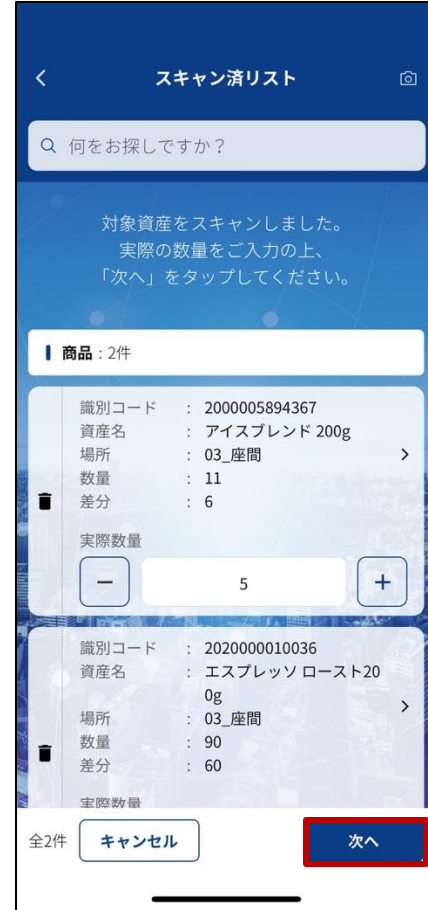 スキャン済リスト
何をお探しですか？
対象資産をスキャンしました。
実際の数量をご入力の上、
「次へ」をタップしてください。
商品：2件
識別コード : 2000005894367
資産名 : アイスブレンド 200g
場所 : 03_座間
数量 : 11
差分 : 6
実際数量
5
識別コード : 2020000010036
資産名 : エスプレッソ ロースト20
0g
場所 : 03_座間
数量 : 90
差分 : 60
実際数量
全2件 キャンセル 次へ